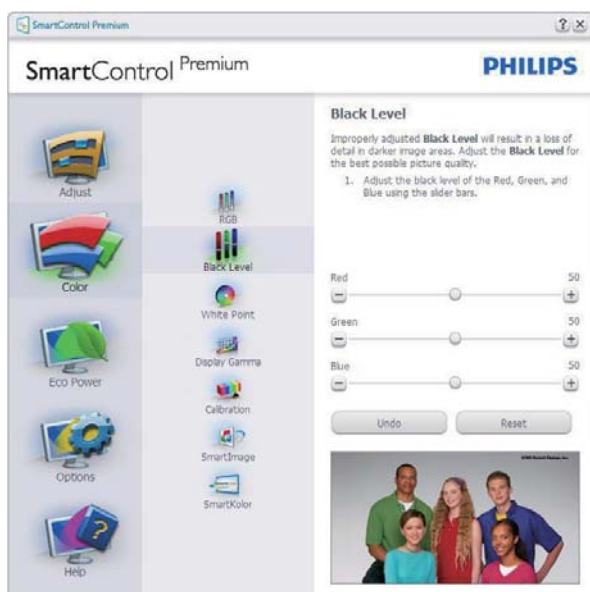 SmartControl Premium
SmartControl Premium
PHILIPS
Adjust
Color
Eco Power
Options
Help
RGB
Black Level
White Point
Display Gamma
Calibration
SmartImage
SmartKolor
Black Level
Improperly adjusted Black Level will result in a loss of
detail in darker image areas. Adjust the Black Level for
the best possible picture quality.
1. Adjust the black level of the Red, Green, and
Blue using the slider bars.
Red 50
Green 50
Blue 50
Undo Reset